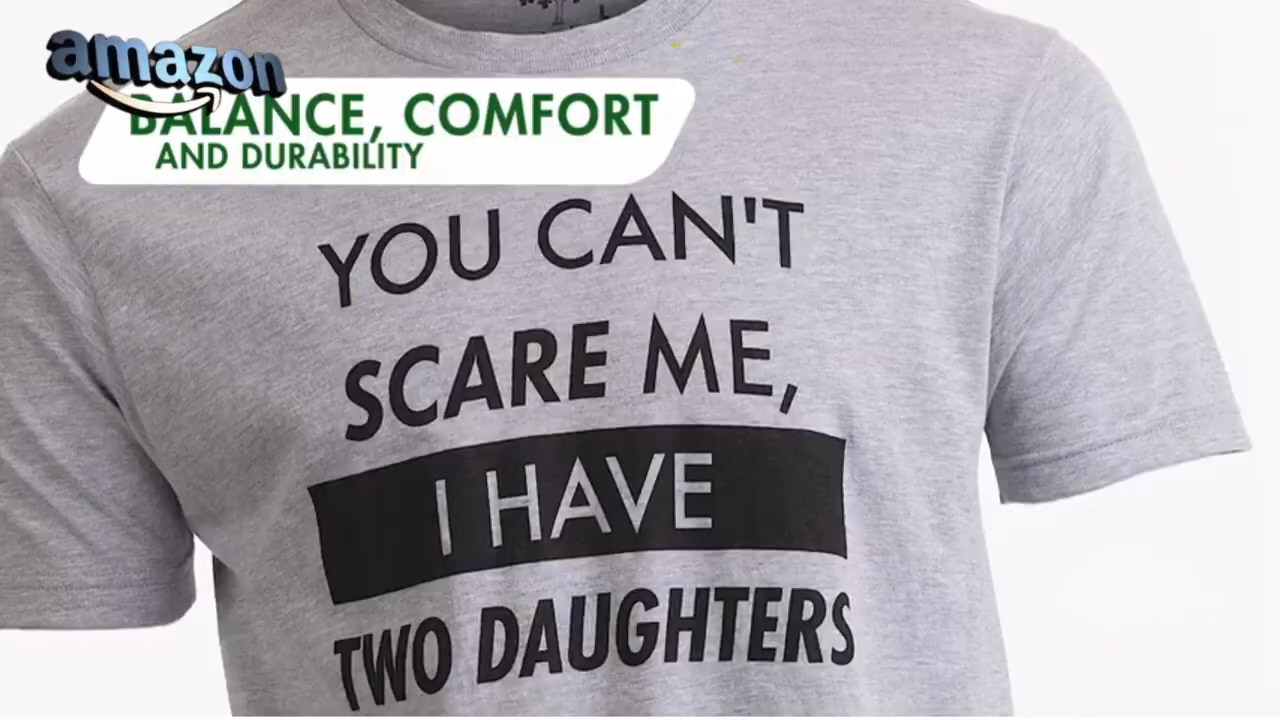 amazon
BALANCE, COMFORT
AND DURABILITY
L
YOU CAN'T
SCARE ME,
I HAVE
TWO DAUGHTERS